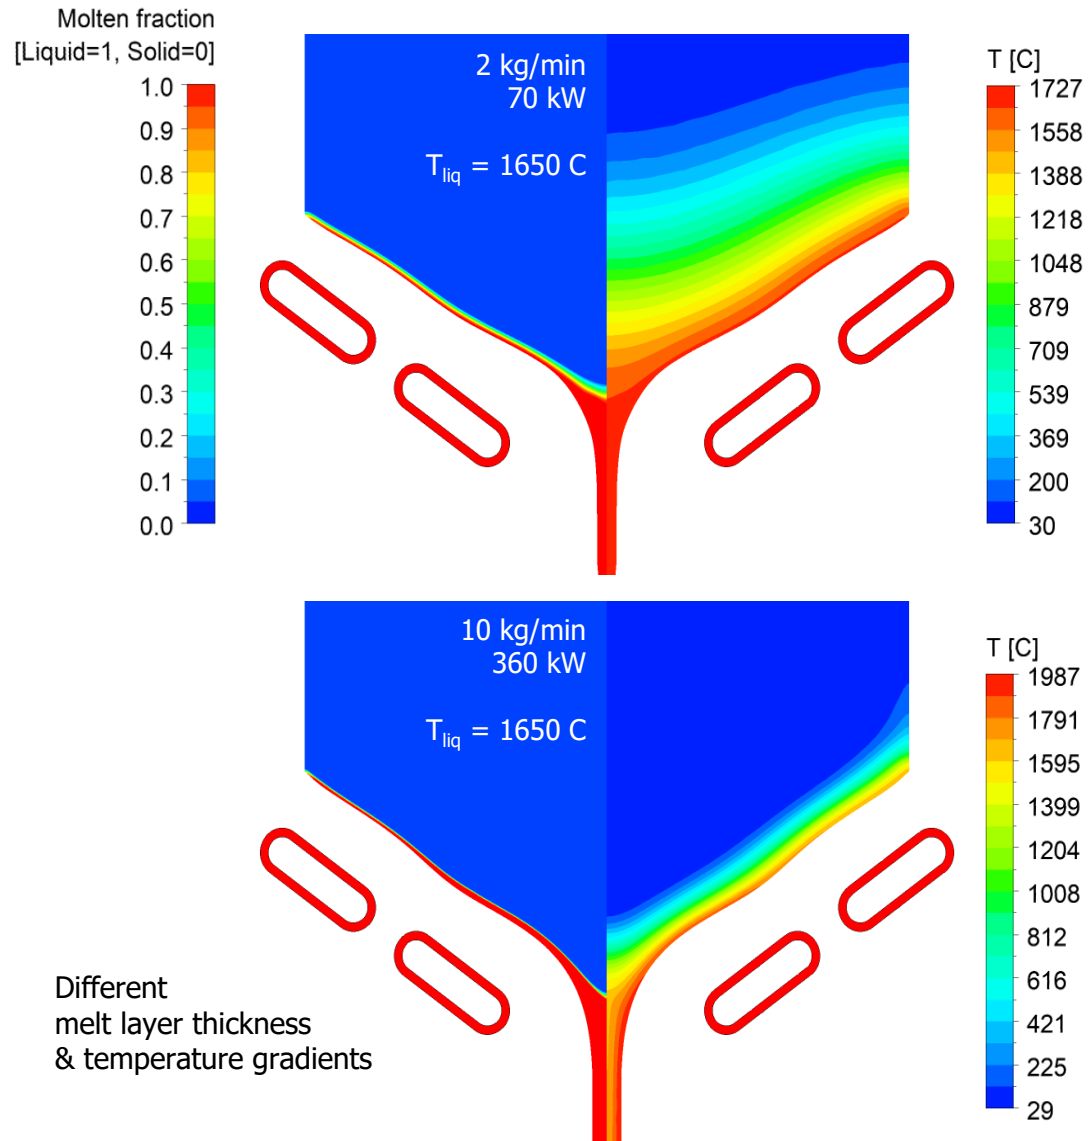 Molten fraction
[Liquid=1, Solid=0]
1.0
0.9
0.8
0.7
0.6
0.5
0.4
0.3
0.2
0.1
0.0
2 kg/min
70 kW
Tliq = 1650 C
T [C]
1727
1558
1388
1218
1048
879
709
539
369
200
30
10 kg/min
360 kW
Tliq = 1650 C
T [C]
1987
1791
1595
1399
1204
1008
812
616
421
225
29
Different
melt layer thickness
& temperature gradients